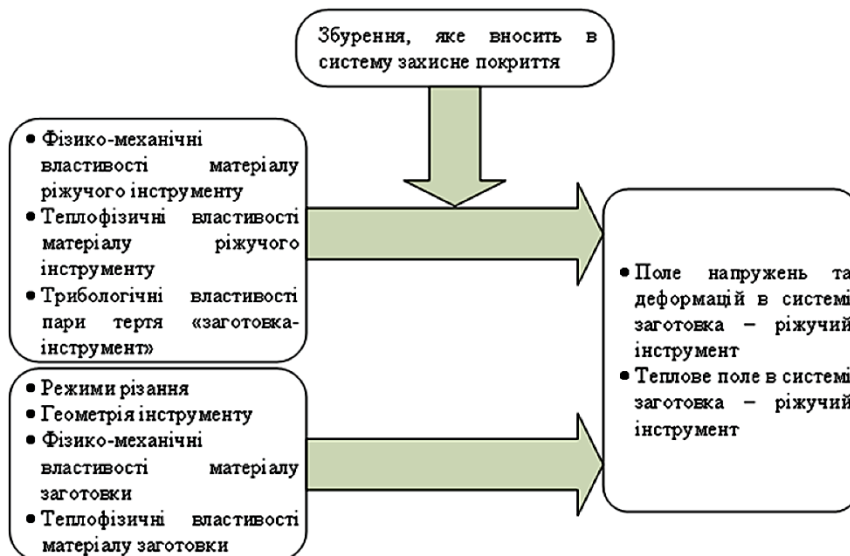 Збурення, яке вносить в
систему захисне покриття
• Фізико-механічні
властивості матеріалу
ріжучого інструменту
• Теплофізичні властивості
матеріалу ріжучого
інструменту
• Трибологічні властивості
пари тертя «заготовка-
інструмент»
• Режими різання
• Геометрія інструменту
• Фізико-механічні
властивості матеріалу
заготовки
• Теплофізичні властивості
матеріалу заготовки
• Поле напружень та
деформацій в системі
заготовка – ріжучий
інструмент
• Теплове поле в системі
заготовка – ріжучий
інструмент